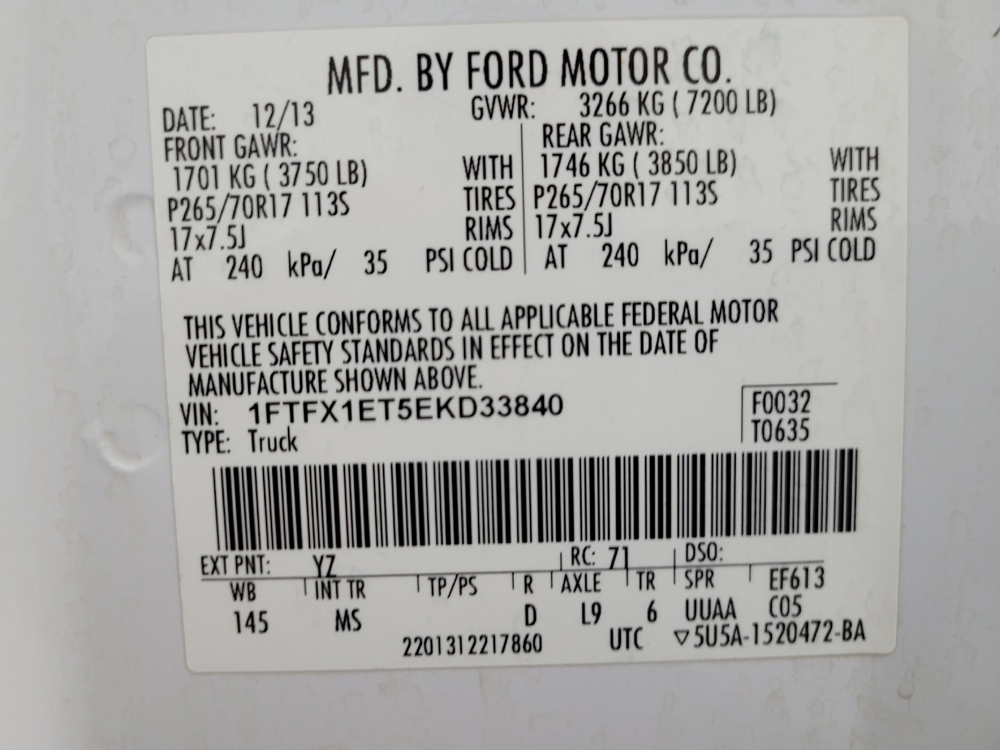 MFD. BY FORD MOTOR CO.
DATE: 12/13 GVWR: 3266 KG ( 7200 LB)
FRONT GAWR: REAR GAWR:
1701 KG ( 3750 LB) WITH 1746 KG ( 3850 LB) WITH
P265/70R17 113S TIRES P265/70R17 113S TIRES
17x7.5J RIMS 17x7.5J RIMS
AT 240 kPa/ 35 PSI COLD AT 240 kPa/ 35 PSI COLD
THIS VEHICLE CONFORMS TO ALL APPLICABLE FEDERAL MOTOR
VEHICLE SAFETY STANDARDS IN EFFECT ON THE DATE OF
MANUFACTURE SHOWN ABOVE.
VIN: 1FTFX1ET5EKD33840 F0032
TYPE: Truck T0635
EXT PNT: YZ RC: 71 DSO:
WB INT TR TP/PS R AXLE TR SPR EF613
145 MS D L9 6 UUAA C05
2201312217860 UTC ▽5U5A-1520472-BA